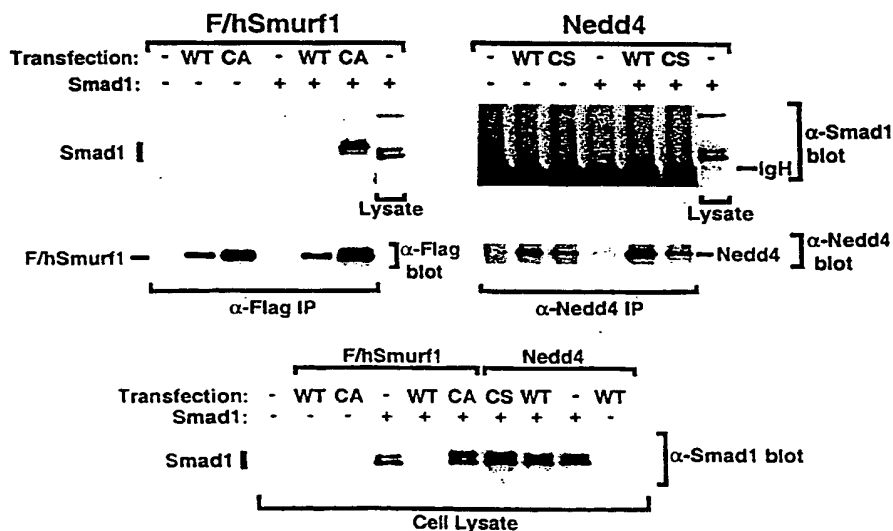 F/hSmurf1 Nedd4
Transfection: - WT CA - WT CA - - WT CS - WT CS -
Smad1: - - - + + + + - - - + + + +
Smad1
α-Smad1 blot
IgH
Lysate Lysate
F/hSmurf1
α-Flag blot
Nedd4
α-Nedd4 blot
α-Flag IP α-Nedd4 IP
F/hSmurf1 Nedd4
Transfection: - WT CA - WT CA CS WT - WT
Smad1: - - - + + + + + + -
Smad1 α-Smad1 blot
Cell Lysate